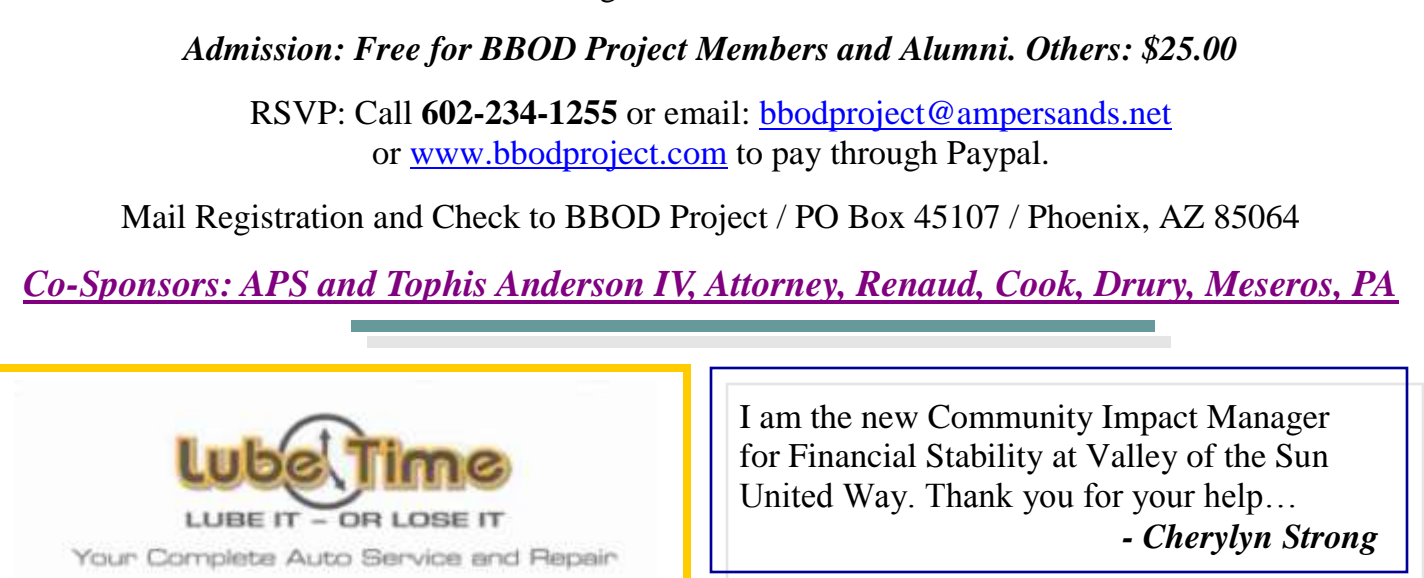 Admission: Free for BBOD Project Members and Alumni. Others: $25.00
RSVP: Call 602-234-1255 or email: bbodproject@ampersands.net
or www.bbodproject.com to pay through Paypal.
Mail Registration and Check to BBOD Project / PO Box 45107 / Phoenix, AZ 85064
Co-Sponsors: APS and Tophis Anderson IV, Attorney, Renaud, Cook, Drury, Meseros, PA
Lube Time
LUBE IT – OR LOSE IT
Your Complete Auto Service and Repair
I am the new Community Impact Manager
for Financial Stability at Valley of the Sun
United Way. Thank you for your help…
- Cherylyn Strong